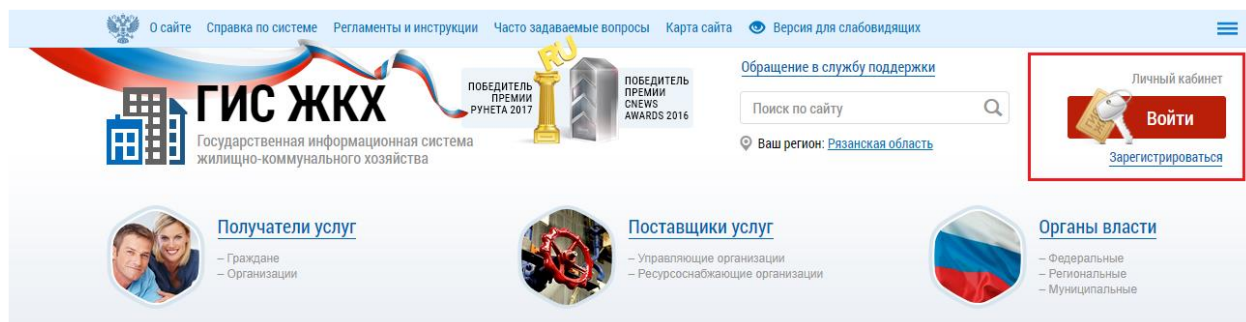 О сайте Справка по системе Регламенты и инструкции Часто задаваемые вопросы Карта сайта Версия для слабовидящих
ГИС ЖКХ
Государственная информационная система
жилищно-коммунального хозяйства
ПОБЕДИТЕЛЬ
ПРЕМИИ
РУНЕТА 2017
RU
ПОБЕДИТЕЛЬ
ПРЕМИИ
CNEWS
AWARDS 2016
Обращение в службу поддержки
Поиск по сайту
Ваш регион: Рязанская область
Личный кабинет
Войти
Зарегистрироваться
Получатели услуг
– Граждане
– Организации
Поставщики услуг
– Управляющие организации
– Ресурсоснабжающие организации
Органы власти
– Федеральные
– Региональные
– Муниципальные